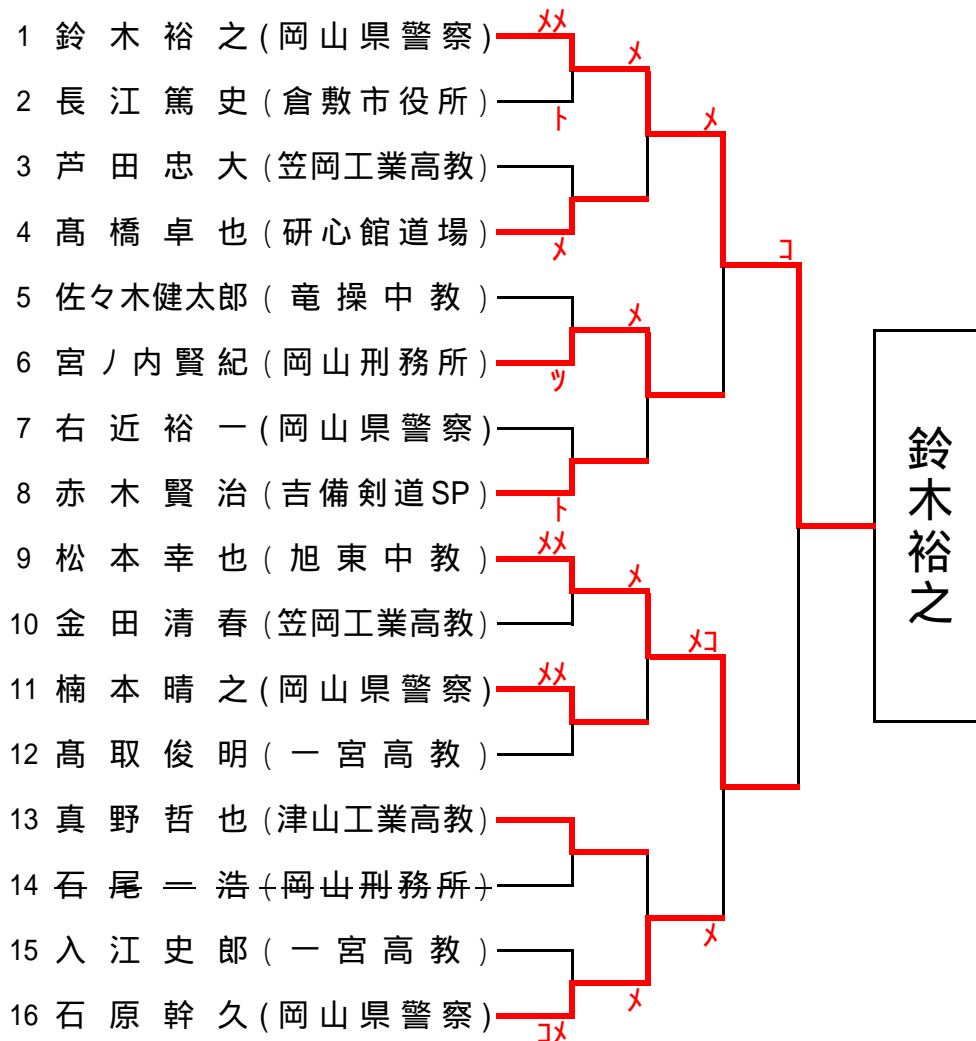 1 鈴木裕之(岡山県警察) メメ
メ
メ
2 長江篤史(倉敷市役所) ト
3 芦田忠大(笠岡工業高教)
4 髙橋卓也(研心館道場) メ
コ
5 佐々木健太郎(竜操中教)
メ
6 宮ノ内賢紀(岡山刑務所) ツ
7 右近裕一(岡山県警察)
8 赤木賢治(吉備剣道SP) ト
鈴木裕之
9 松本幸也(旭東中教) メメ
メ
10 金田清春(笠岡工業高教)
メコ
11 楠本晴之(岡山県警察) メメ
12 髙取俊明(一宮高教)
13 真野哲也(津山工業高教)
14 石尾一浩(岡山刑務所)
メ
15 入江史郎(一宮高教)
メ
16 石原幹久(岡山県警察) コメ